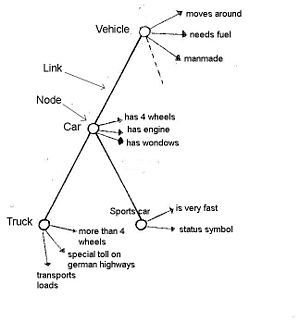 moves around
Vehicle
needs fuel
manmade
Link
Node
Car
has 4 wheels
has engine
has wondows
Sports car
is very fast
Truck
more than 4
wheels
status symbol
special toll on
german highways
transports
loads